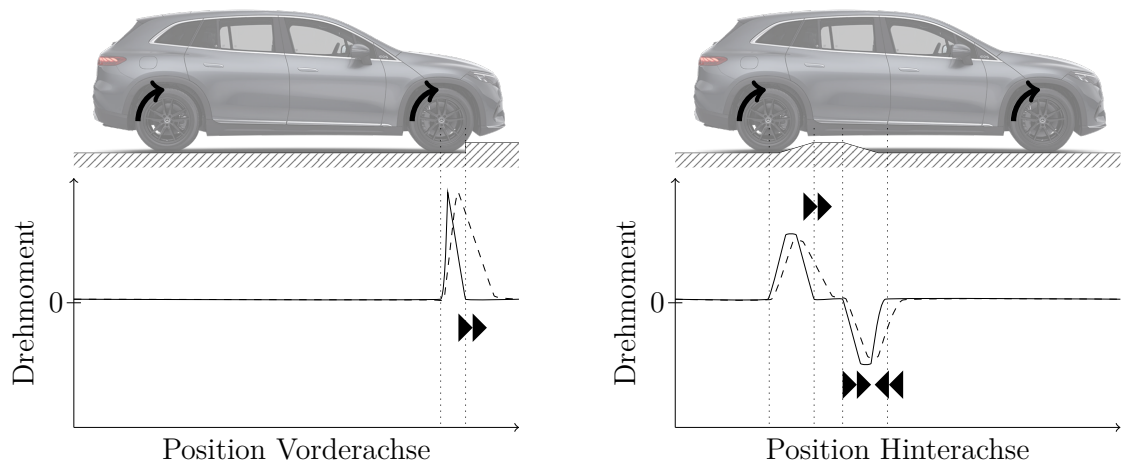 Drehmoment
0
Position Vorderachse
Drehmoment
0
Position Hinterachse